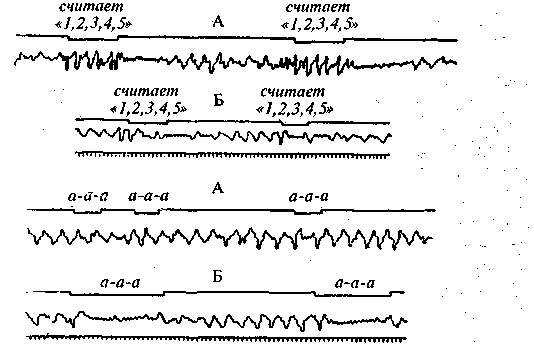 считает считает
«1,2,3,4,5» А «1,2,3,4,5»
считает Б считает
«1,2,3,4,5» «1,2,3,4,5»
А
а-а-а а-а-а а-а-а
Б
а-а-а а-а-а